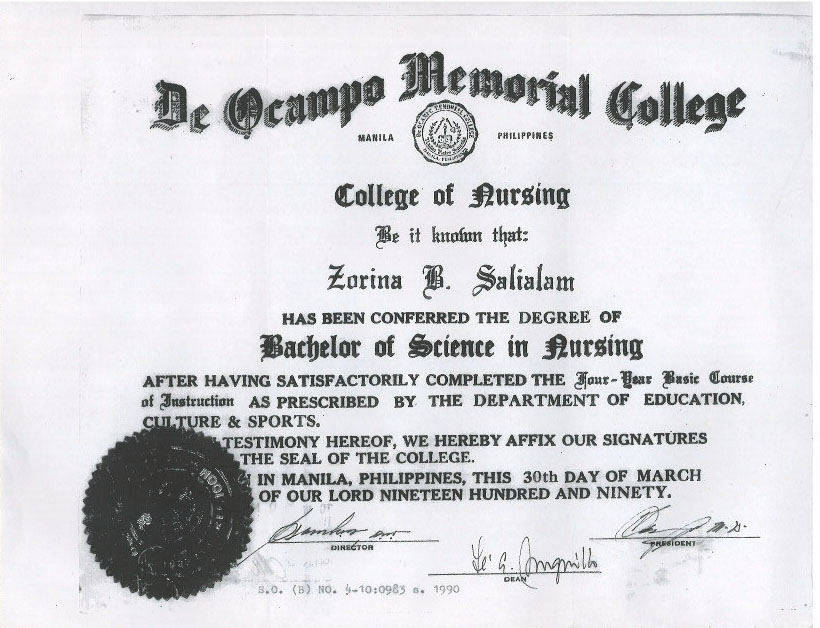 De Ocampo Memorial College
MANILA PHILIPPINES
College of Nursing
Be it known that:
Zorina B. Salialam
HAS BEEN CONFERRED THE DEGREE OF
Bachelor of Science in Nursing
AFTER HAVING SATISFACTORILY COMPLETED THE Four-Year Basic Course
of Instruction AS PRESCRIBED BY THE DEPARTMENT OF EDUCATION,
CULTURE & SPORTS.
TESTIMONY HEREOF, WE HEREBY AFFIX OUR SIGNATURES
THE SEAL OF THE COLLEGE.
IN MANILA, PHILIPPINES, THIS 30th DAY OF MARCH
OF OUR LORD NINETEEN HUNDRED AND NINETY.
DIRECTOR
PRESIDENT
DEAN
S.O. (B) NO. 4-10:0983 s. 1990